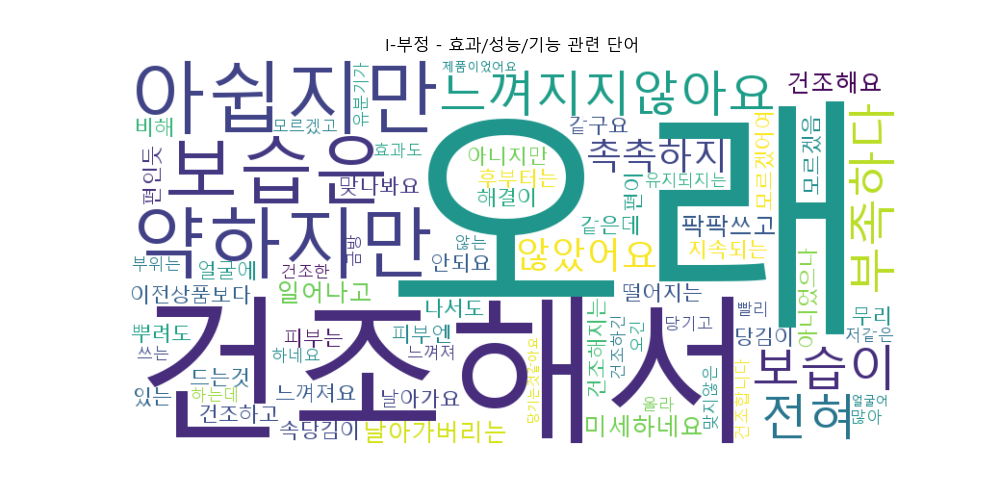 I-부정 - 효과/성능/기능 관련 단어
아쉽지만
유분기가
제품이었어요
느껴지지않아요
건조해요
비해
모르겠고
효과도
같구요
모르겠이여
모르겠음
부족하다
편인듯
보습은
맞나봐요
아니지만
후부터는
해결이
촉촉하지
편이
유지되지는
오래
약하지만
금방
않는
안되요
않았어요
같은데
팍팍쓰고
지속되는
아니었으나
부위는
얼굴에
건조한
이전상품보다
일어나고
나서도
떨어지는
빨리
무리
뿌려도
건조해서
피부는
피부엔
건조해지는
건조하긴
오긴
당기고
당김이
저같은
쓰는
하네요
느껴져
당기는것같아요
보습이
드는것
있는
하는데
느껴져요
날아가요
올라
맞지않은
건조합니다
전혀
얼굴어
많아
건조하고
속당김이
날아가버리는
미세하네요